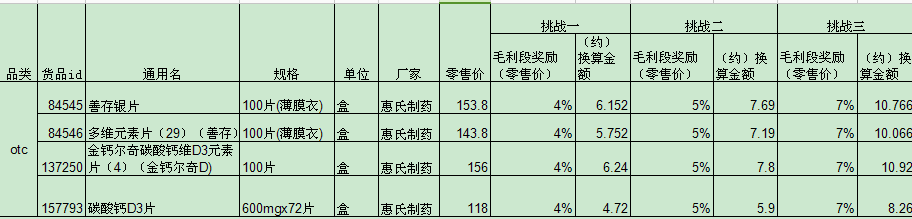 挑战一 挑战二 挑战三
品类 货品id 通用名 规格 单位 厂家 零售价 毛利段奖励（零售价） （约）换算金额 毛利段奖励（零售价） （约）换算金额 毛利段奖励（零售价） （约）换算金额
otc
84545 善存银片 100片(薄膜衣) 盒 惠氏制药 153.8 4% 6.152 5% 7.69 7% 10.766
84546 多维元素片（29）（善存） 100片(薄膜衣) 盒 惠氏制药 143.8 4% 5.752 5% 7.19 7% 10.066
137250 金钙尔奇碳酸钙维D3元素片（4）（金钙尔奇D） 100片 盒 惠氏制药 156 4% 6.24 5% 7.8 7% 10.92
157793 碳酸钙D3片 600mgx72片 盒 惠氏制药 118 4% 4.72 5% 5.9 7% 8.26